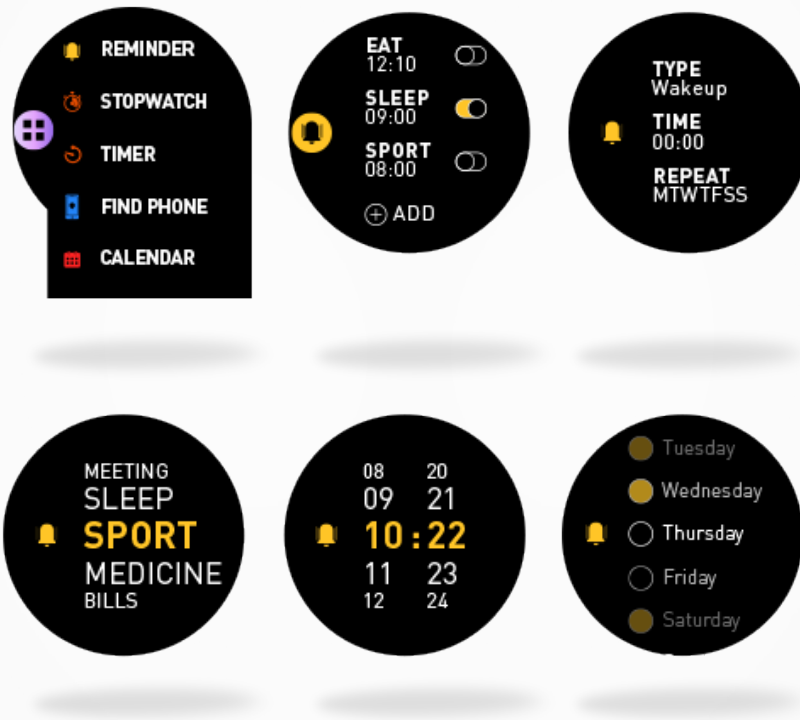 REMINDER
STOPWATCH
TIMER
FIND PHONE
CALENDAR
EAT
12:10
SLEEP
09:00
SPORT
08:00
ADD
TYPE
Wakeup
TIME
00:00
REPEAT
MTWTFSS
MEETING
SLEEP
SPORT
MEDICINE
BILLS
08 20
09 21
10:22
11 23
12 24
Tuesday
Wednesday
Thursday
Friday
Saturday